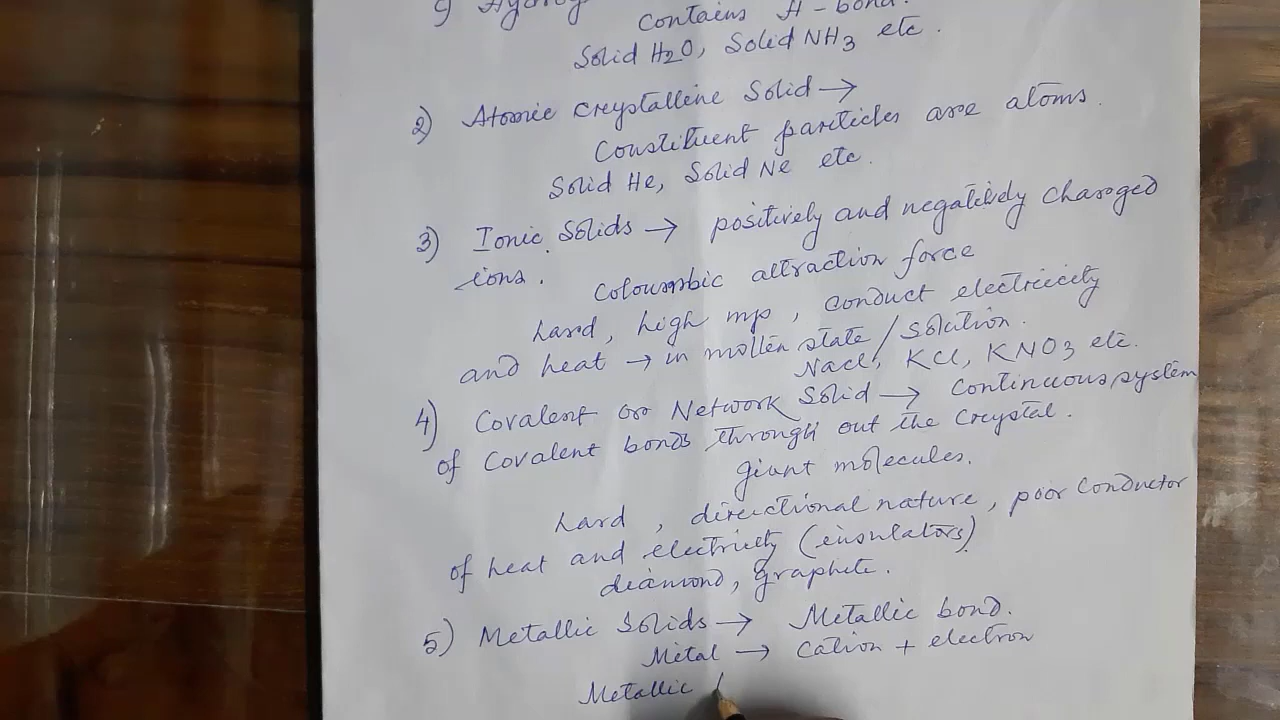 Contains H-bond.
Solid H2O, Solid NH3 etc.
2) Atomic Creystalline Solid →
Constituent particles are atoms.
Solid He, Solid Ne etc.
3) Ionic Solids → positively and negatively Charged
ions. Coloumbic attraction force
hard, high mp, conduct electricity
and heat → in molten state / solution.
Nacl, KCl, KNO3 etc.
4) Covalent or Network Solid → Continuous system
of Covalent bonds through out the Crystal.
giant molecules.
hard, directional nature, poor Conductor
of heat and electricity (insulators)
diamond, graphite.
5) Metallic Solids → Metallic bond.
Metal → Cation + electron
Metallic